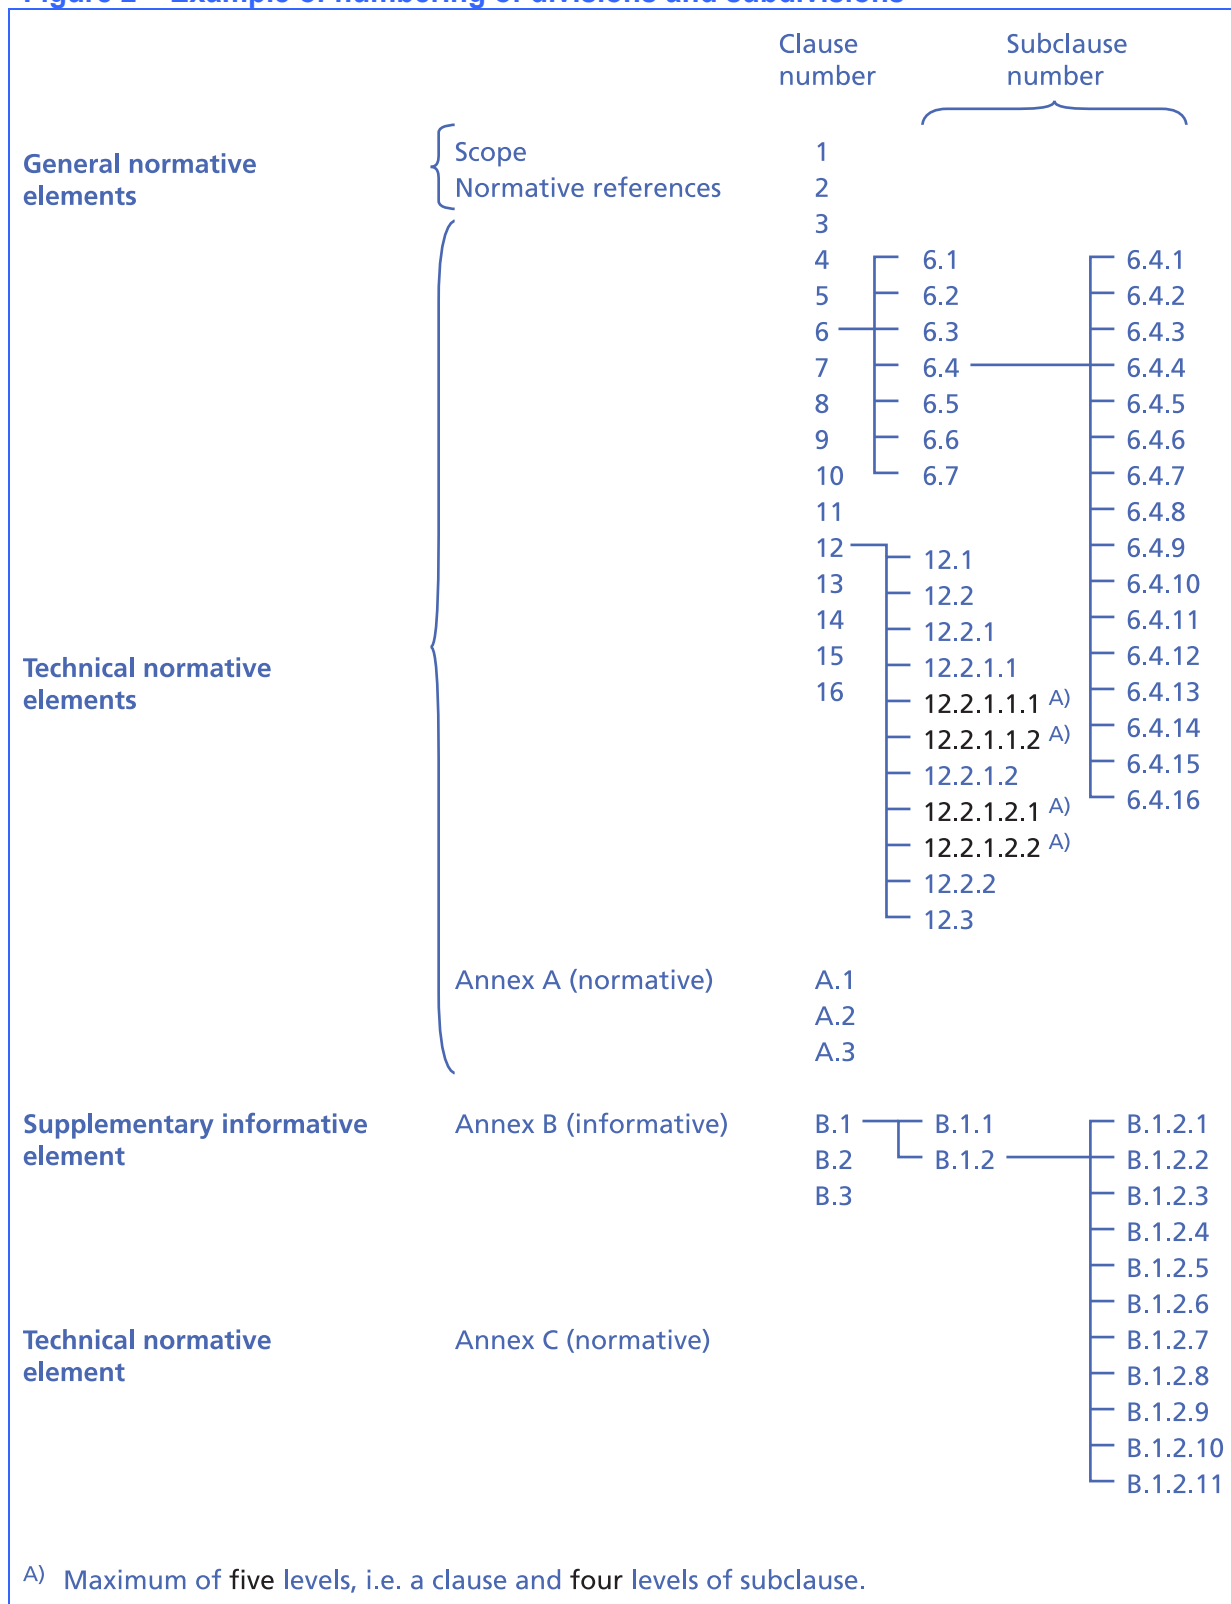 Figure 2 – Example of numbering of divisions and subdivisions
Clause number
Subclause number
General normative elements
Scope 1
Normative references 2
3
4 6.1 6.4.1
5 6.2 6.4.2
6 6.3 6.4.3
7 6.4 6.4.4
8 6.5 6.4.5
9 6.6 6.4.6
10 6.7 6.4.7
11 6.4.8
12 6.4.9
12.1
13 6.4.10
12.2
14 6.4.11
12.2.1
Technical normative elements
15 6.4.12
12.2.1.1
16 6.4.13
12.2.1.1.1 A)
6.4.14
12.2.1.1.2 A)
6.4.15
12.2.1.2
6.4.16
12.2.1.2.1 A)
12.2.1.2.2 A)
12.2.2
12.3
Annex A (normative) A.1
A.2
A.3
Supplementary informative element
Annex B (informative) B.1 B.1.1 B.1.2.1
B.2 B.1.2 B.1.2.2
B.3 B.1.2.3
B.1.2.4
B.1.2.5
B.1.2.6
Technical normative element
Annex C (normative) B.1.2.7
B.1.2.8
B.1.2.9
B.1.2.10
B.1.2.11
A) Maximum of five levels, i.e. a clause and four levels of subclause.